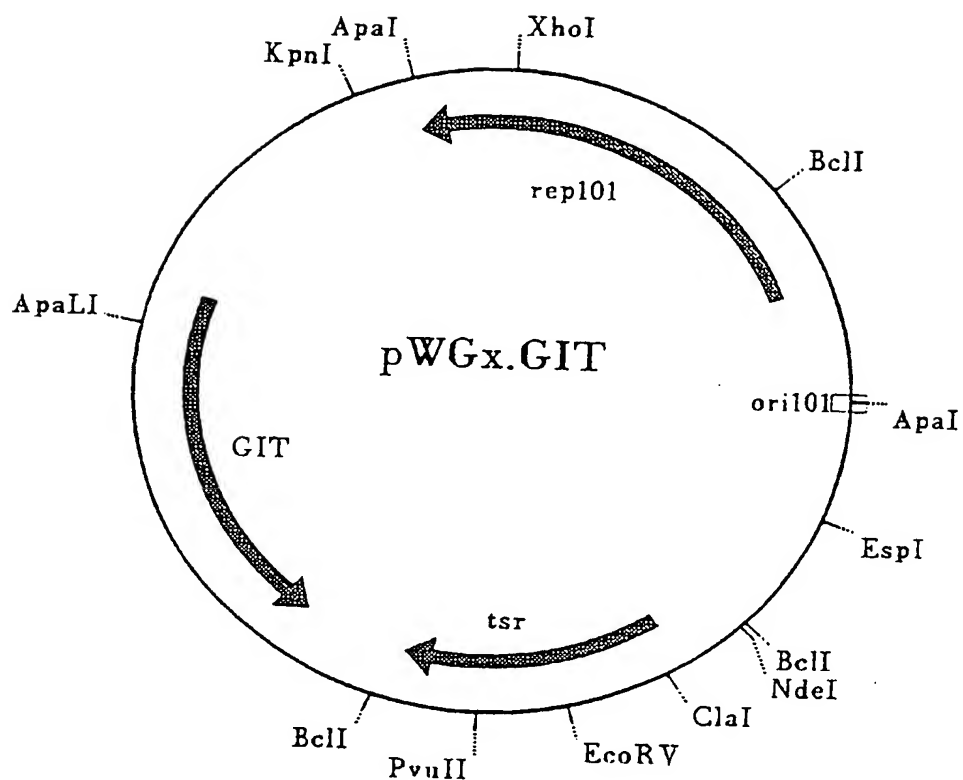 ApaI
XhoI
KpnI
BclI
rep101
ApaLI
pWGx.GIT
ori101
ApaI
GIT
EspI
tsr
BclI
NdeI
ClaI
BclI
EcoRV
PvuII